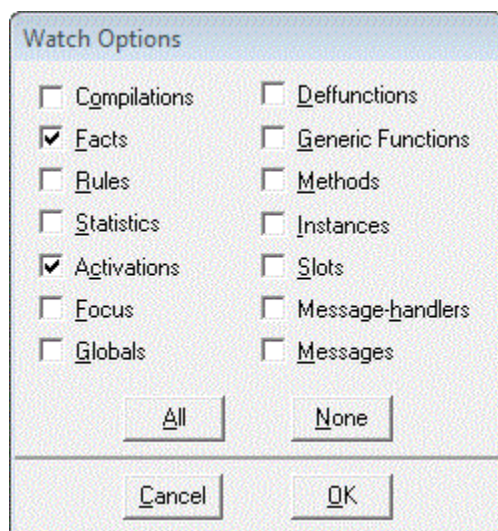 Watch Options
Compilations
Deffunctions
Facts
Generic Functions
Rules
Methods
Statistics
Instances
Activations
Slots
Focus
Message-handlers
Globals
Messages
All
None
Cancel
OK